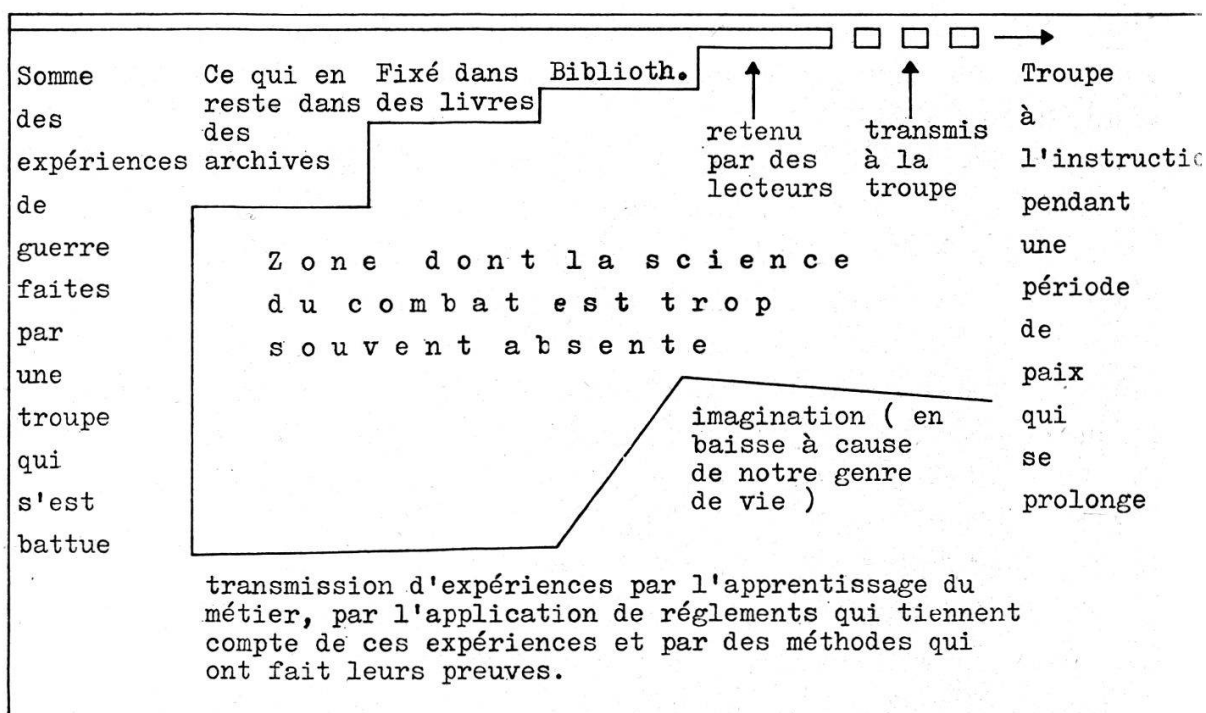 Somme
des
expériences
de
guerre
faites
par
une
troupe
qui
s'est
battue
Ce qui en
reste dans
des
archives
Fixé dans
des livres
Biblioth.
retenu
par des
lecteurs
transmis
à la
troupe
Troupe
à
l'instructio
pendant
une
période
de
paix
qui
se
prolonge
Zone dont la science
du combat est trop
souvent absente
imagination ( en
baisse à cause
de notre genre
de vie )
transmission d'expériences par l'apprentissage du
métier, par l'application de réglements qui tiennent
compte de ces expériences et par des méthodes qui
ont fait leurs preuves.